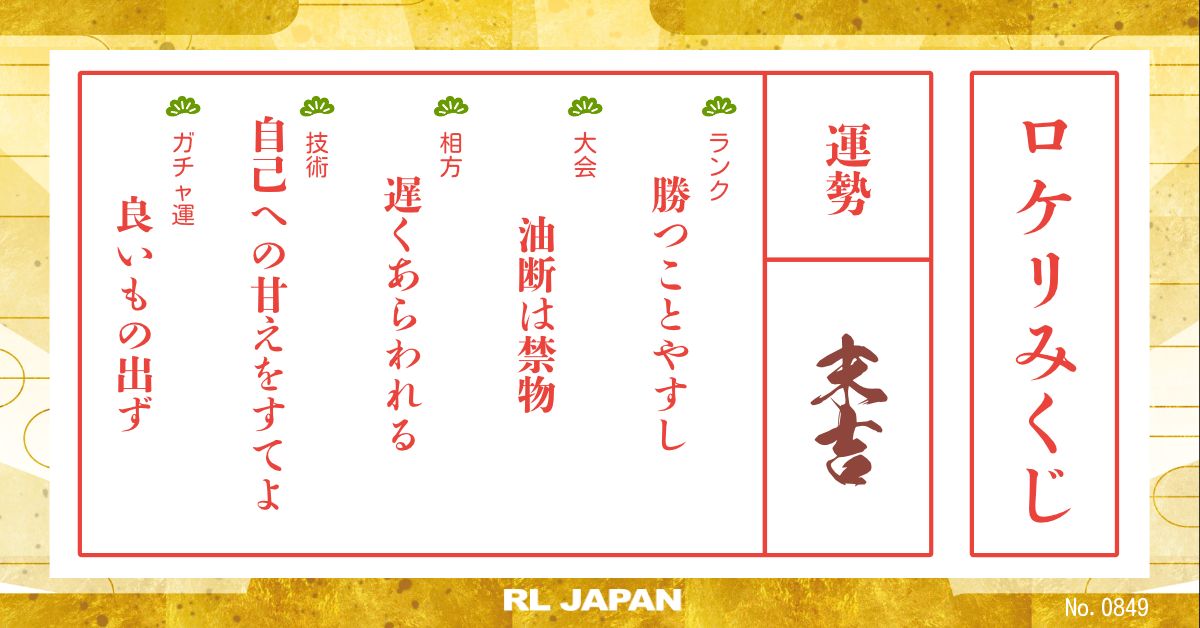 ロケリみくじ
運勢
末吉
ランク
勝つことやすし
大会
油断は禁物
相方
遅くあらわれる
技術
自己への甘えをすてよ
ガチャ運
良いもの出ず
RL JAPAN
No. 0849